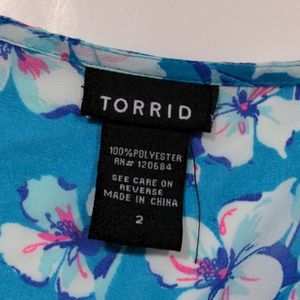 TORRID
100%POLYESTER
RN# 120684
SEE CARE ON
REVERSE
MADE IN CHINA
2